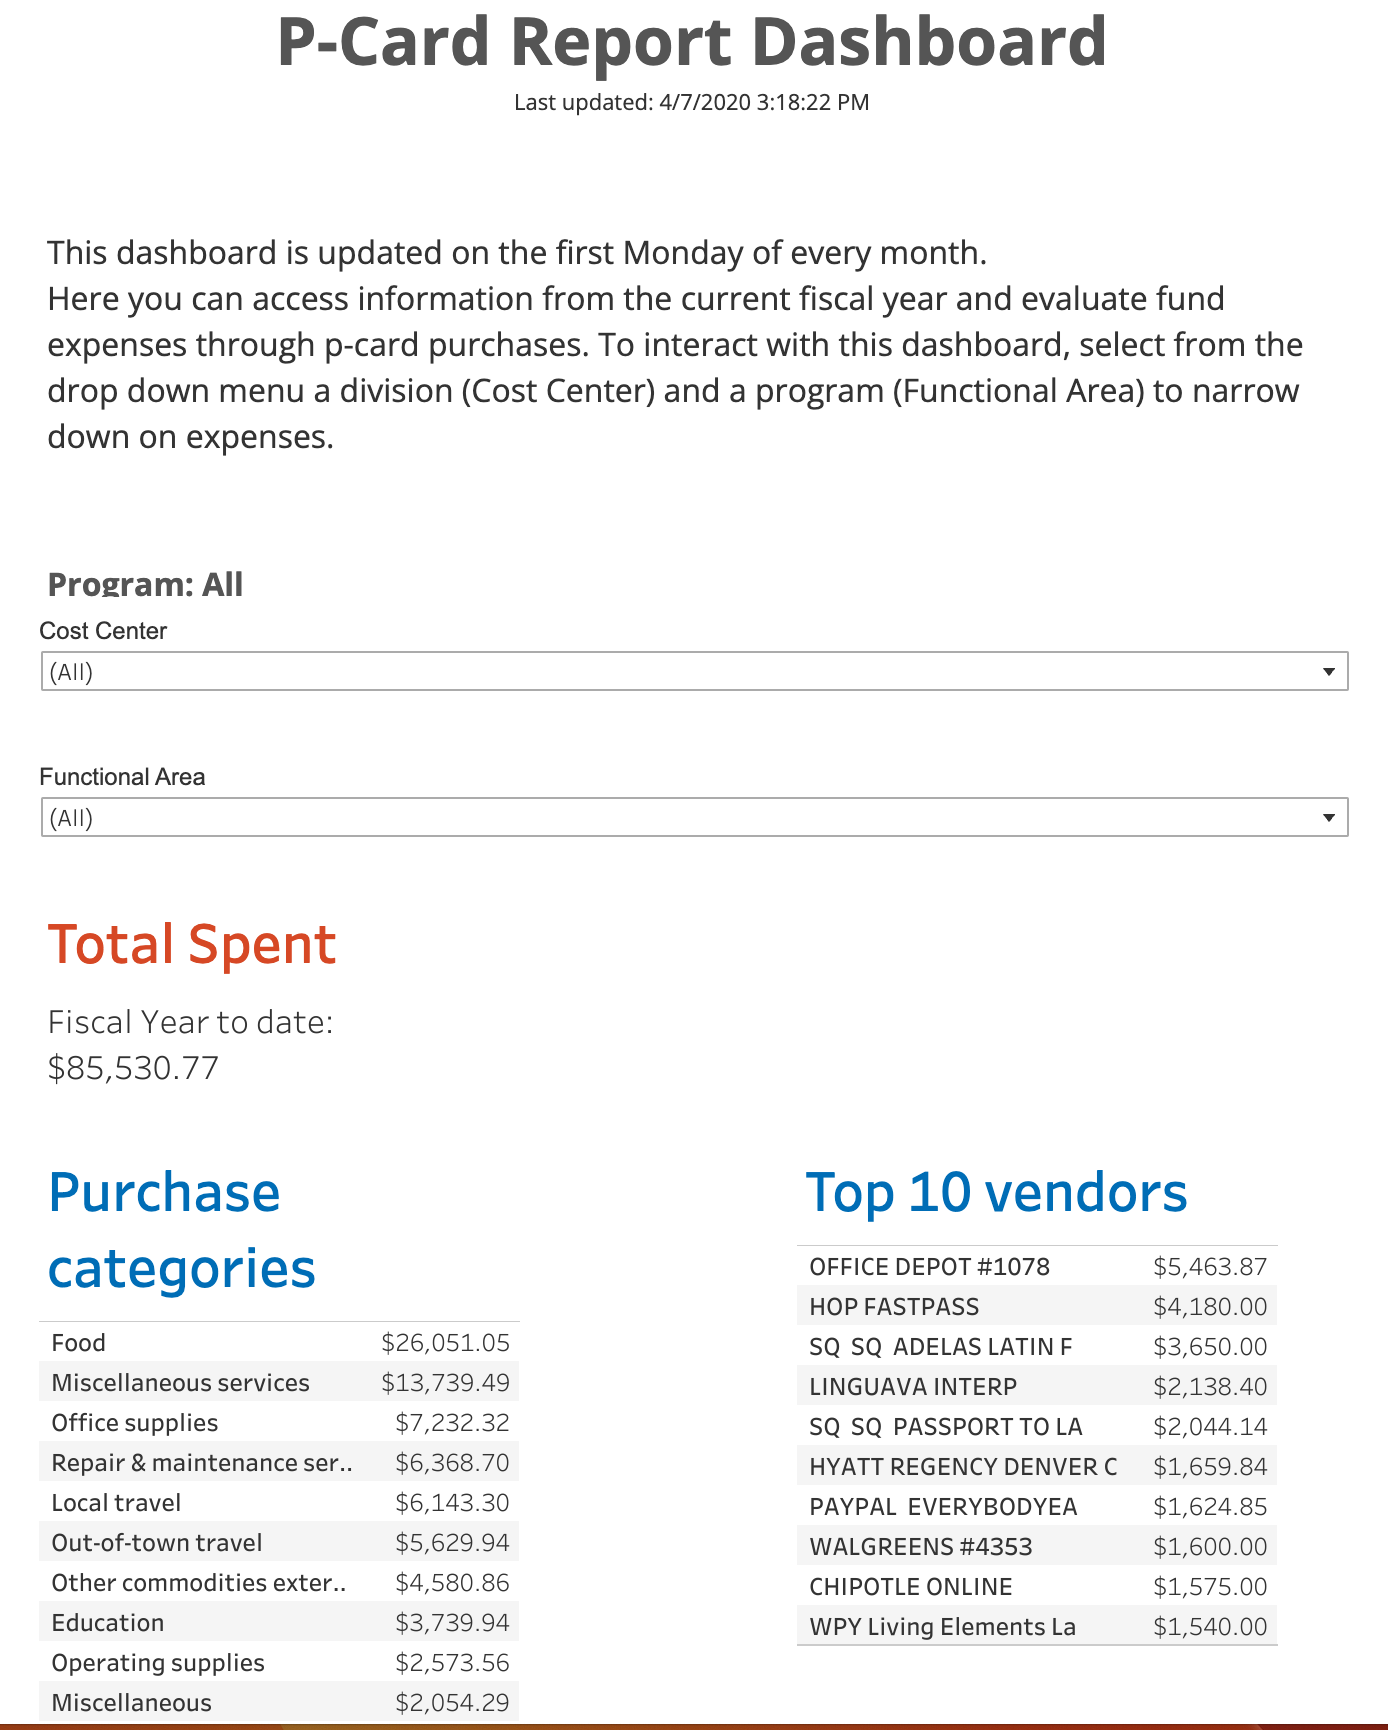 P-Card Report Dashboard
Last updated: 4/7/2020 3:18:22 PM
This dashboard is updated on the first Monday of every month.
Here you can access information from the current fiscal year and evaluate fund
expenses through p-card purchases. To interact with this dashboard, select from the
drop down menu a division (Cost Center) and a program (Functional Area) to narrow
down on expenses.
Program: All
Cost Center
(All)
Functional Area
(All)
Total Spent
Fiscal Year to date:
$85,530.77
Purchase
categories
Food $26,051.05
Miscellaneous services $13,739.49
Office supplies $7,232.32
Repair & maintenance ser.. $6,368.70
Local travel $6,143.30
Out-of-town travel $5,629.94
Other commodities exter.. $4,580.86
Education $3,739.94
Operating supplies $2,573.56
Miscellaneous $2,054.29
Top 10 vendors
OFFICE DEPOT #1078 $5,463.87
HOP FASTPASS $4,180.00
SQ SQ ADELAS LATIN F $3,650.00
LINGUAVA INTERP $2,138.40
SQ SQ PASSPORT TO LA $2,044.14
HYATT REGENCY DENVER C $1,659.84
PAYPAL EVERYBODYEA $1,624.85
WALGREENS #4353 $1,600.00
CHIPOTLE ONLINE $1,575.00
WPY Living Elements La $1,540.00